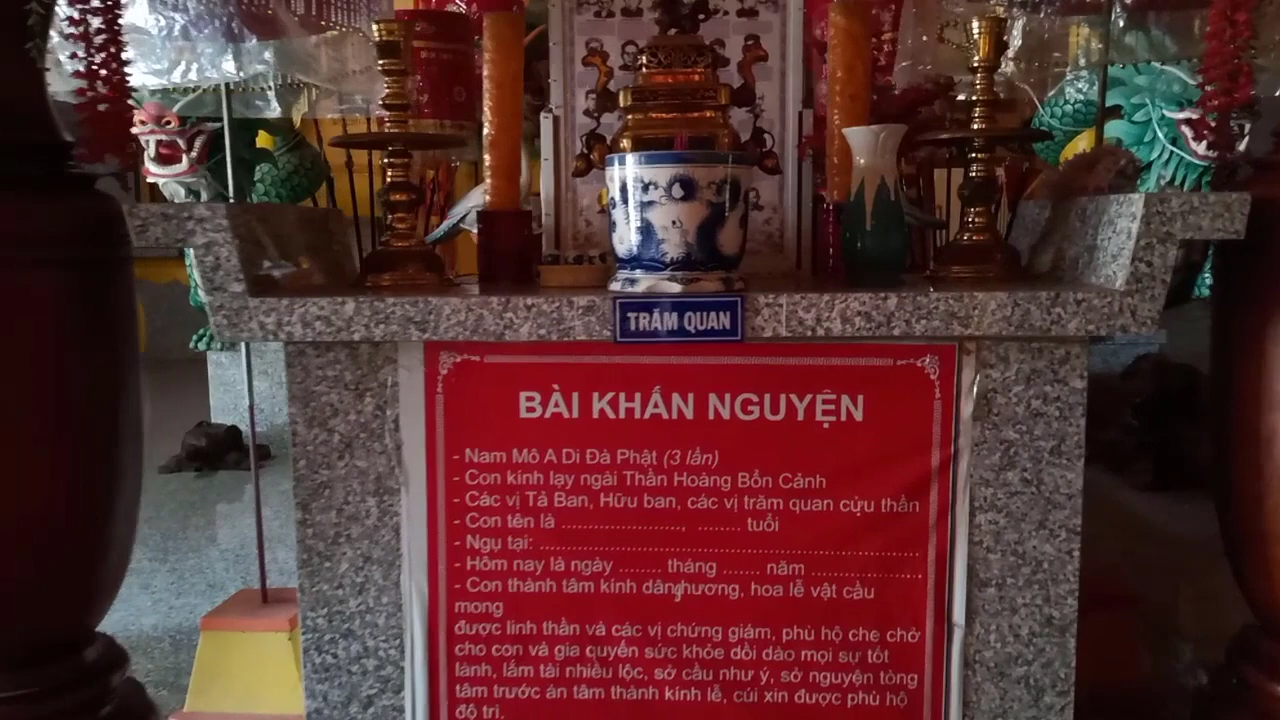 TRĂM QUAN
BÀI KHẤN NGUYỆN
- Nam Mô A Di Đà Phật (3 lần)
- Con kính lạy ngài Thần Hoàng Bổn Cảnh
- Các vị Tả Ban, Hữu ban, các vị trăm quan cựu thần
- Con tên là ....................., ........ tuổi
- Ngụ tại: ..................................................................
- Hôm nay là ngày ........ tháng ....... năm ....................
- Con thành tâm kính dâng hương, hoa lễ vật cầu
mong
được linh thần và các vị chứng giám, phù hộ che chở
cho con và gia quyến sức khỏe dồi dào mọi sự tốt
lành, lắm tài nhiều lộc, sở cầu như ý, sở nguyện tòng
tâm trước án tâm thành kính lễ, cúi xin được phù hộ
độ trì.